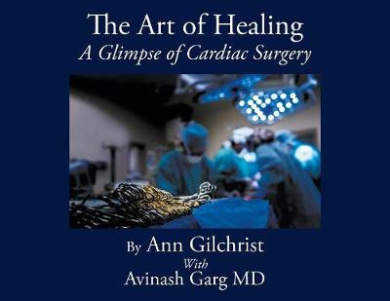 The Art of Healing
A Glimpse of Cardiac Surgery
By Ann Gilchrist
With
Avinash Garg MD